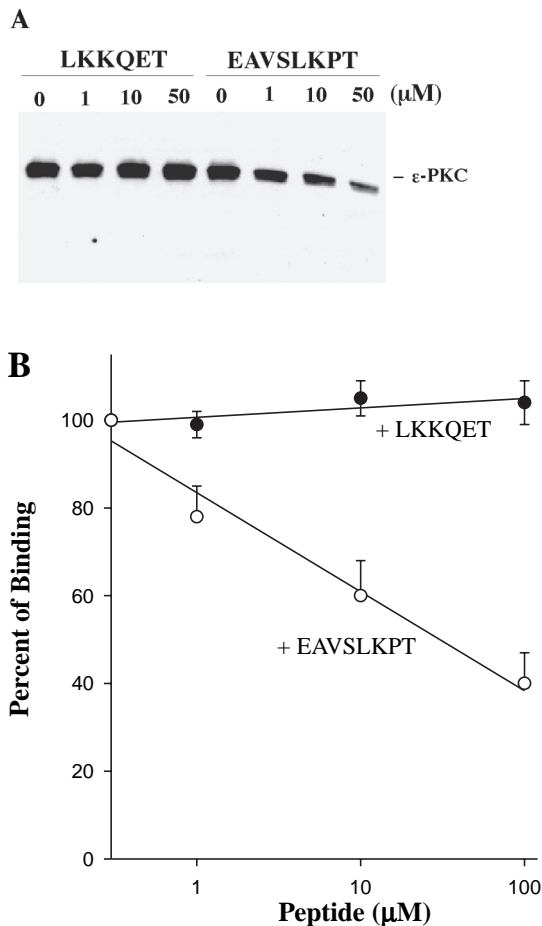 A
LKKQET EAVSLKPT
0 1 10 50 0 1 10 50 (μM)
– ε-PKC
B
100
80
60
40
20
0
Percent of Binding
+ LKKQET
+ EAVSLKPT
1 10 100
Peptide (μM)